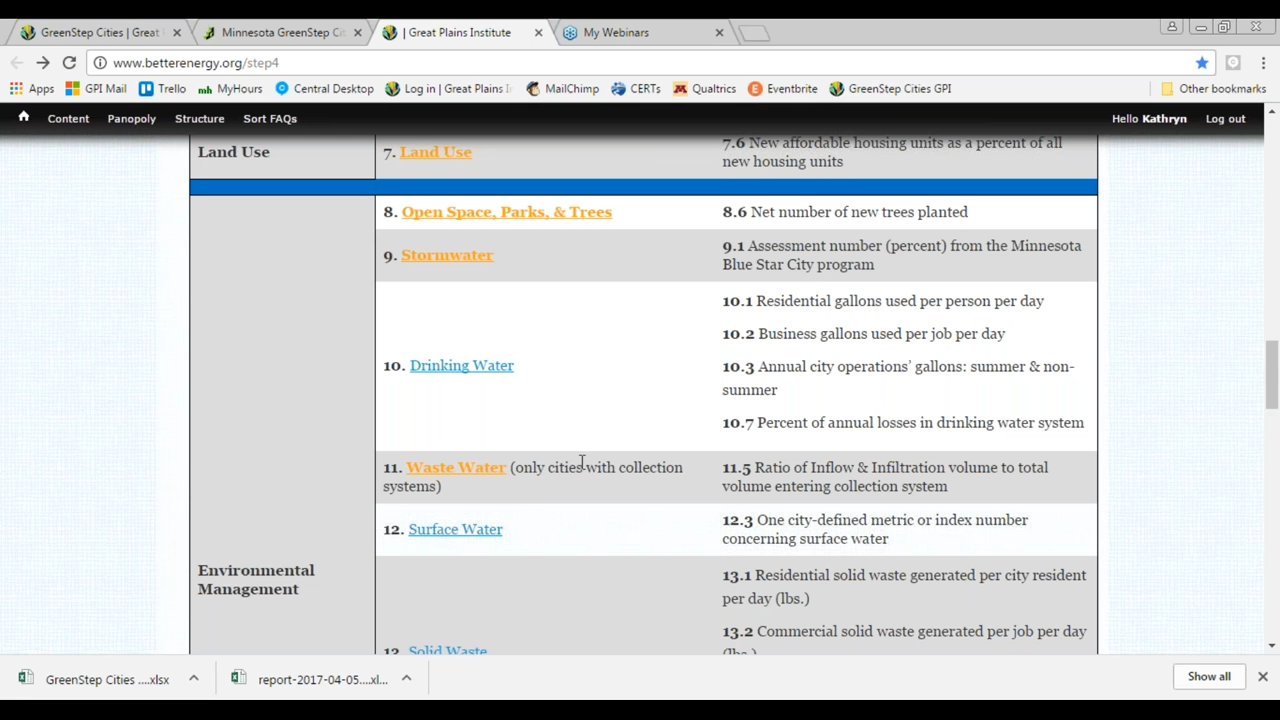 GreenStep Cities | Great
Minnesota GreenStep Cit
| Great Plains Institute
My Webinars
www.betterenergy.org/step4
Apps GPI Mail Trello mh MyHours Central Desktop Log in | Great Plains In MailChimp CERTs Qualtrics Eventbrite GreenStep Cities GPI Other bookmarks
Content Panopoly Structure Sort FAQs Hello Kathryn Log out
Land Use
7. Land Use
7.6 New affordable housing units as a percent of all
new housing units
8. Open Space, Parks, & Trees
8.6 Net number of new trees planted
9. Stormwater
9.1 Assessment number (percent) from the Minnesota
Blue Star City program
10. Drinking Water
10.1 Residential gallons used per person per day
10.2 Business gallons used per job per day
10.3 Annual city operations' gallons: summer & non-
summer
10.7 Percent of annual losses in drinking water system
11. Waste Water (only cities with collection
systems)
11.5 Ratio of Inflow & Infiltration volume to total
volume entering collection system
12. Surface Water
12.3 One city-defined metric or index number
concerning surface water
Environmental
Management
13.1 Residential solid waste generated per city resident
per day (lbs.)
13. Solid Waste
13.2 Commercial solid waste generated per job per day
(lbs.)
GreenStep Cities ....xlsx
report-2017-04-05....xl...
Show all